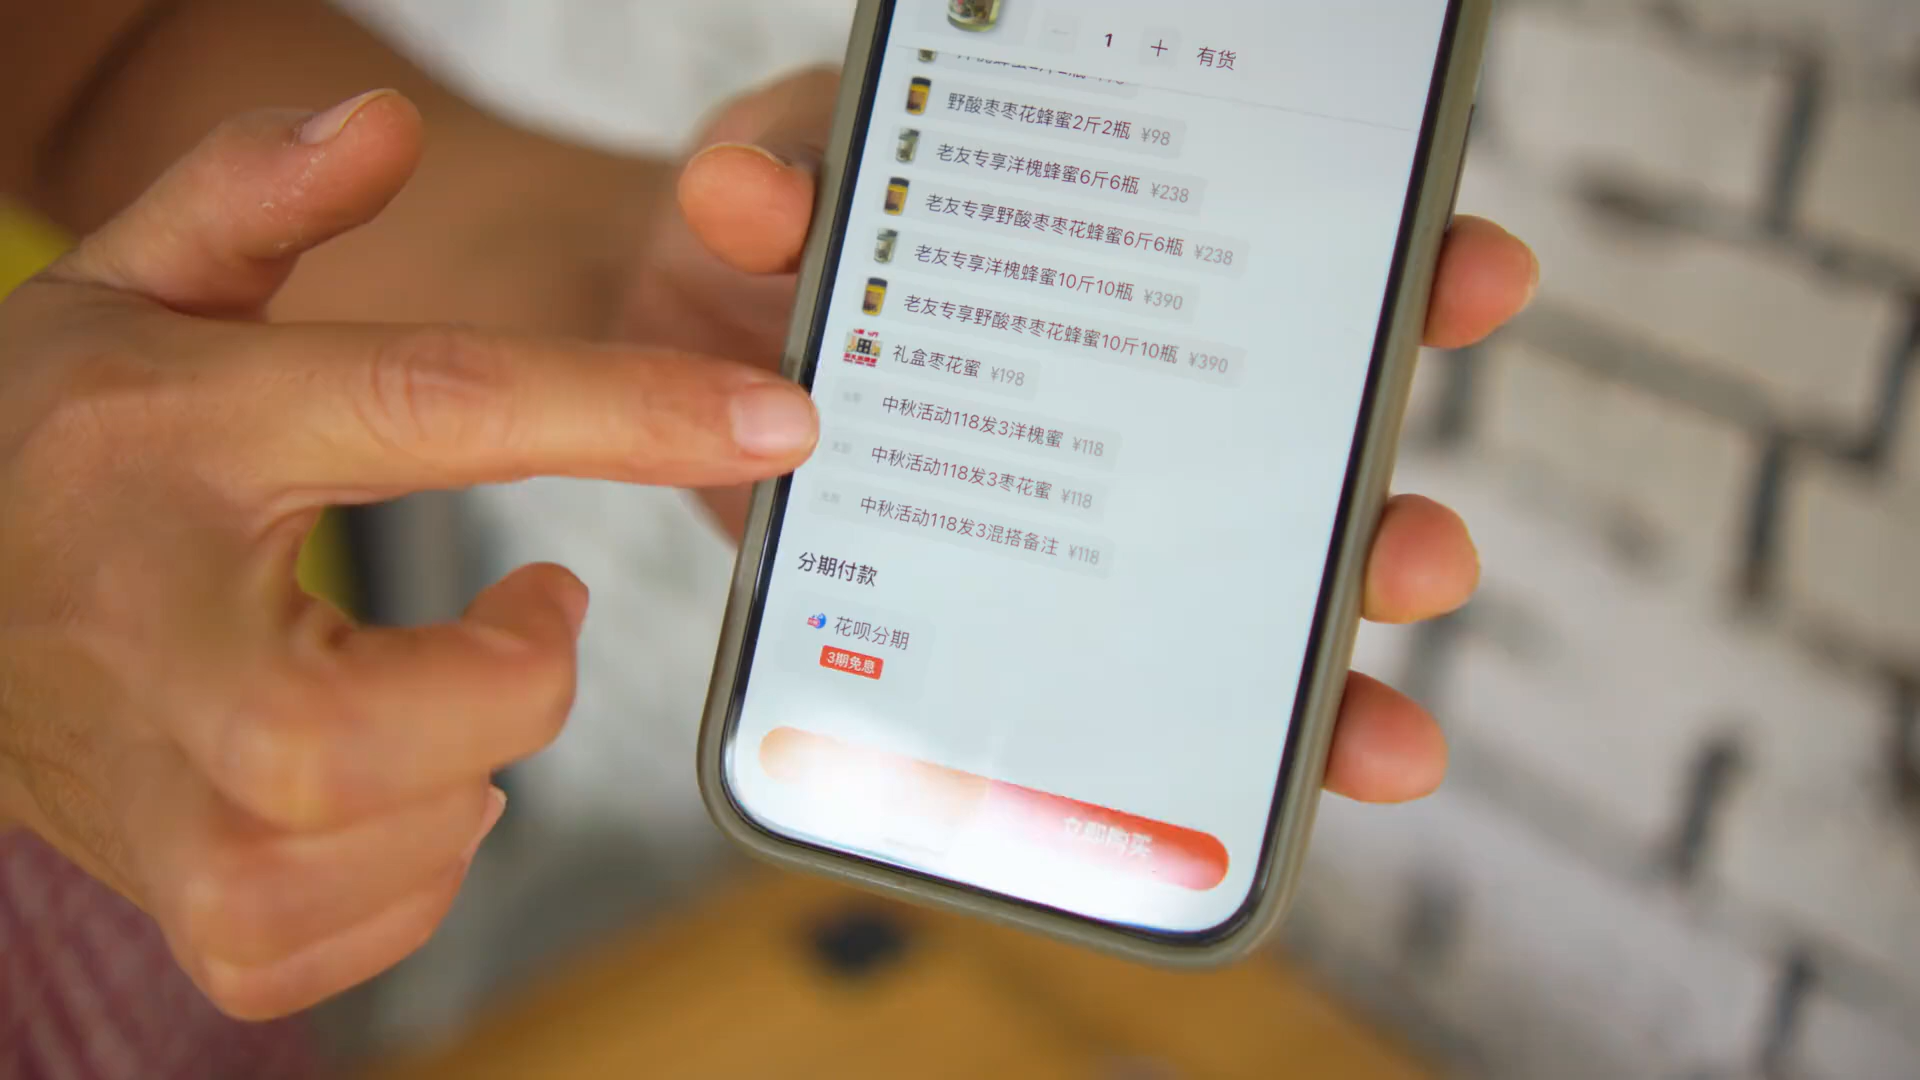 1 有货
野酸枣枣花蜂蜜2斤2瓶 ¥98
老友专享洋槐蜂蜜6斤6瓶 ¥238
老友专享野酸枣枣花蜂蜜6斤6瓶 ¥238
老友专享洋槐蜂蜜10斤10瓶 ¥390
老友专享野酸枣枣花蜂蜜10斤10瓶 ¥390
礼盒枣花蜜 ¥198
中秋活动118发3洋槐蜜 ¥118
中秋活动118发3枣花蜜 ¥118
中秋活动118发3混搭备注 ¥118
分期付款
花呗分期
3期免息
立即购买